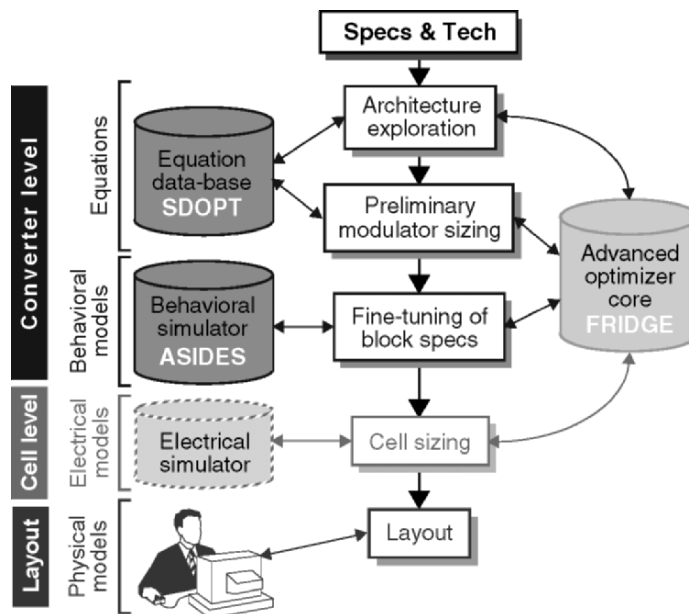 Specs & Tech
Architecture
exploration
Equation
data-base
SDOPT
Preliminary
modulator sizing
Advanced
optimizer
core
FRIDGE
Behavioral
simulator
ASIDES
Fine-tuning of
block specs
Electrical
simulator
Cell sizing
Layout
Converter level
Cell level
Layout
Equations
Behavioral
models
Electrical
models
Physical
models